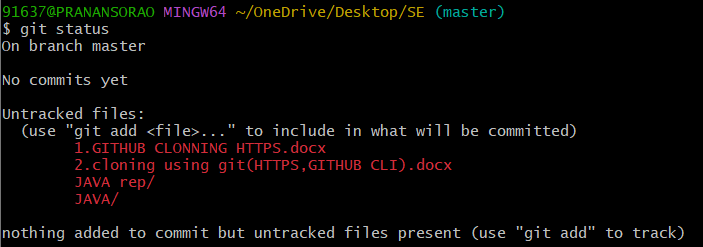 91637@PRANANSORAO MINGW64 ~/OneDrive/Desktop/SE (master)
$ git status
On branch master
No commits yet
Untracked files:
(use "git add <file>..." to include in what will be committed)
1.GITHUB CLONNING HTTPS.docx
2.cloning using git(HTTPS,GITHUB CLI).docx
JAVA rep/
JAVA/
nothing added to commit but untracked files present (use "git add" to track)